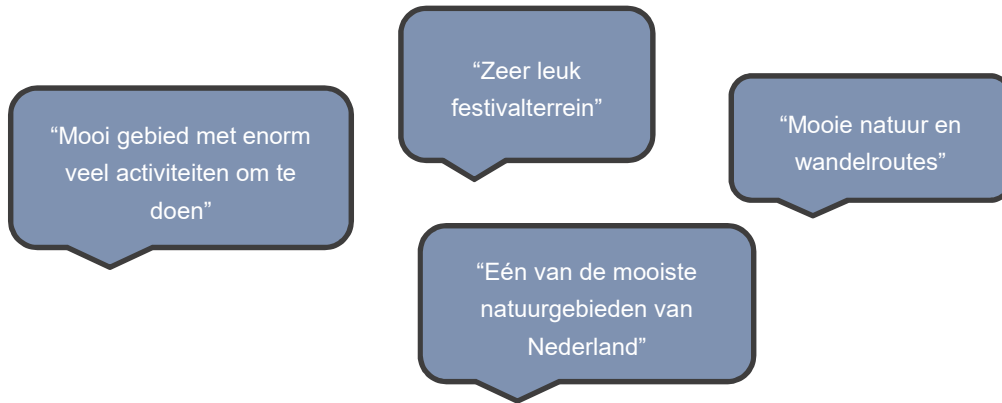 “Zeer leuk
festivalterrein”
“Mooi gebied met enorm
veel activiteiten om te
doen”
“Mooie natuur en
wandelroutes”
“Eén van de mooiste
natuurgebieden van
Nederland”